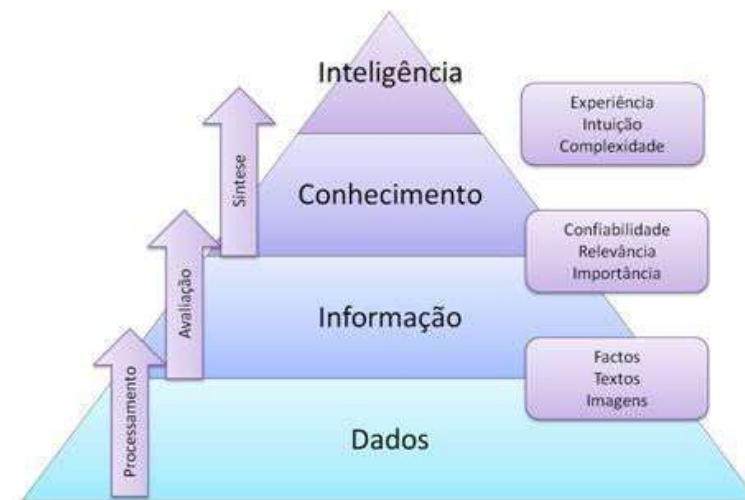 Inteligência
Experiência
Intuição
Complexidade
Síntese
Conhecimento
Confiabilidade
Relevância
Importância
Avaliação
Informação
Factos
Textos
Imagens
Processamento
Dados